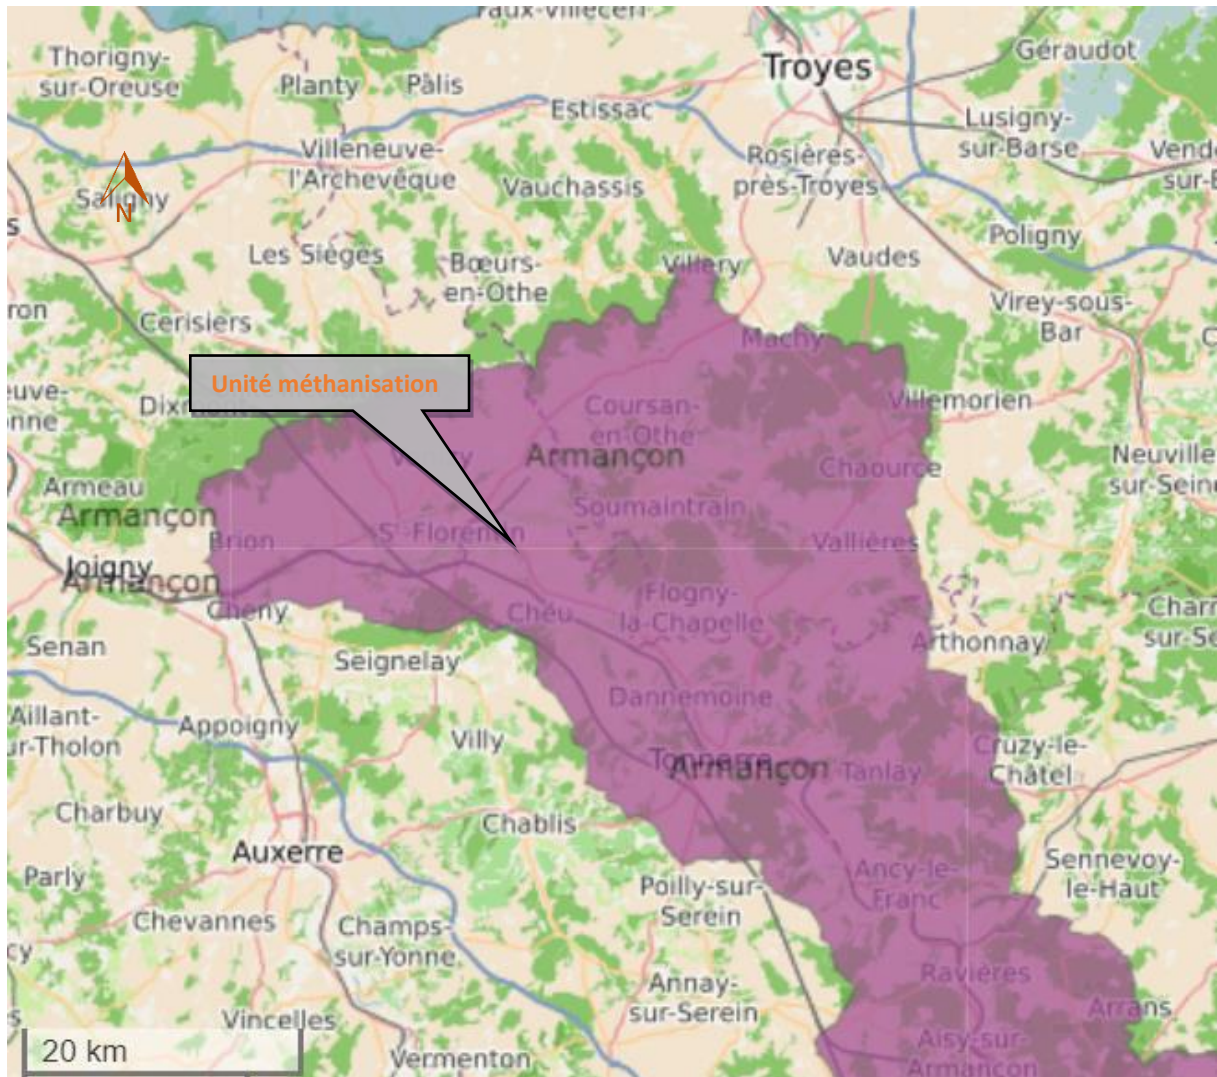 Faux-Villecerf
Thorigny-
sur-Oreuse
Planty
Pâlis
Estissac
Troyes
Géraudot
Lusigny-
sur-Barse
Villeneuve-
l'Archevêque
Vauchassis
Rosières-
près-Troyes
N
Les Sièges
Bœurs-
en-Othe
Villery
Vaudes
Poligny
Cerisiers
Virey-sous-
Bar
Machy
Unité méthanisation
Coursan-
en-Othe
Armançon
Villemorien
Chaource
Neuville
sur-Seine
Armeau
Armançon
Soumaintrain
Brion
St-Florentin
Vallières
Joigny
Armançon
Cheny
Chéu
Flogny-
la-Chapelle
Arthonnay
Senan
Seignelay
Dannemoine
Aillant-
ur-Tholon
Appoigny
Villy
Cruzy-le-
Châtel
Tonnerre
Armançon
Tanlay
Charbuy
Chablis
Auxerre
Parly
Ancy-le-
Franc
Sennevoy-
le-Haut
Poilly-sur-
Serein
Chevannes
Champs-
sur-Yonne
Annay-
sur-Serein
Ravières
Arrans
Vincelles
Aisy-sur-
Armançon
20 km
Vermenton